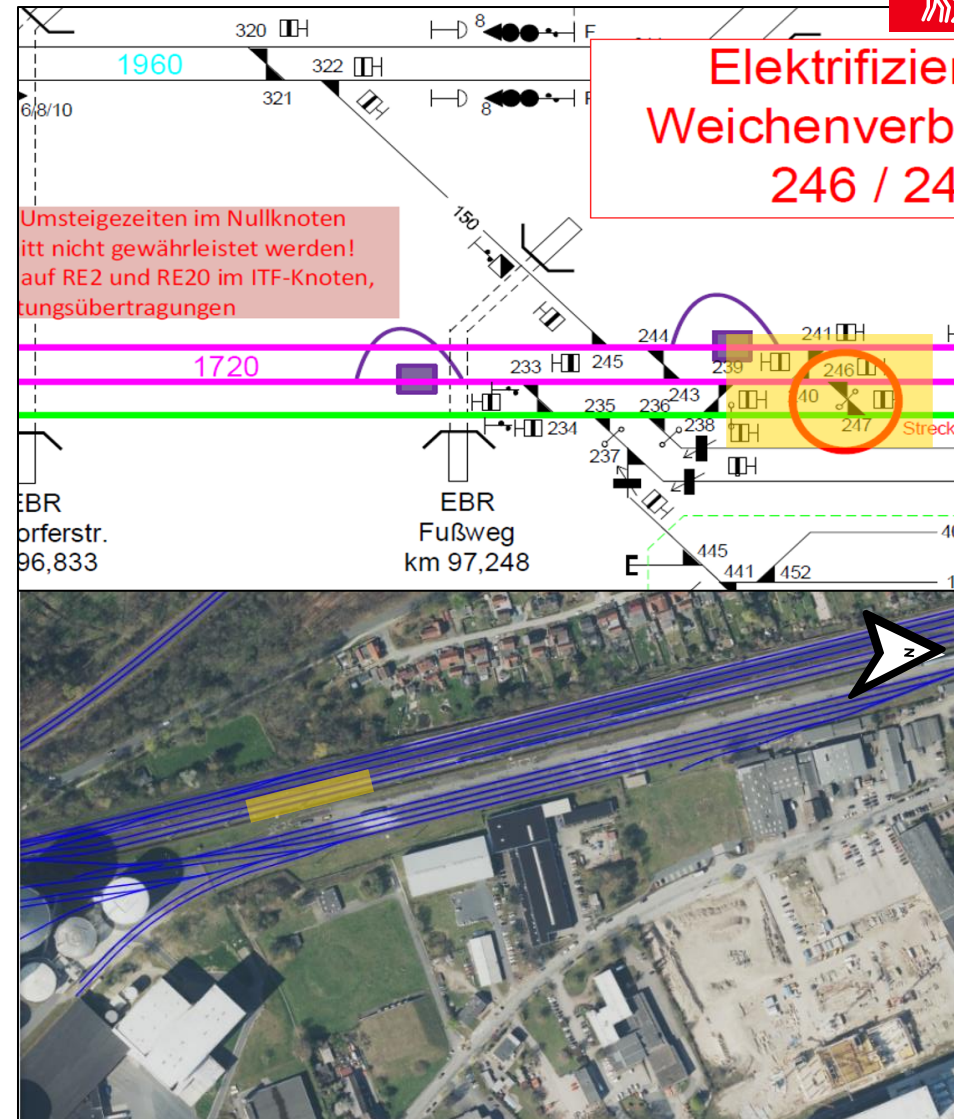 320
8
1960
322
6/8/10
321
8
Elektrifizier
Weichenverb
246 / 24
Umsteigezeiten im Nullknoten
itt nicht gewährleistet werden!
auf RE2 und RE20 im ITF-Knoten,
tungsübertragungen
150
244
241
1720
233
245
239
246
243
240
235
236
234
238
247
Streck
237
EBR
orferstr.
96,833
EBR
Fußweg
km 97,248
E
445
441
452
N